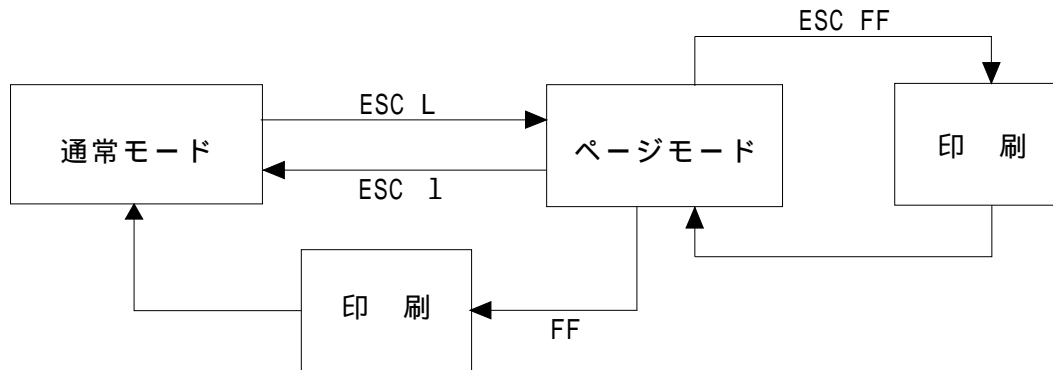 ESC FF
ESC L
通常モード
ページモード
印 刷
ESC l
印 刷
FF